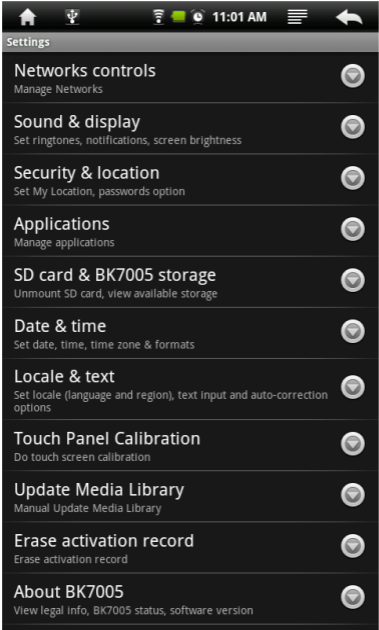 11:01 AM
Settings
Networks controls
Manage Networks
Sound & display
Set ringtones, notifications, screen brightness
Security & location
Set My Location, passwords option
Applications
Manage applications
SD card & BK7005 storage
Unmount SD card, view available storage
Date & time
Set date, time, time zone & formats
Locale & text
Set locale (language and region), text input and auto-correction
options
Touch Panel Calibration
Do touch screen calibration
Update Media Library
Manual Update Media Library
Erase activation record
Erase activation record
About BK7005
View legal info, BK7005 status, software version